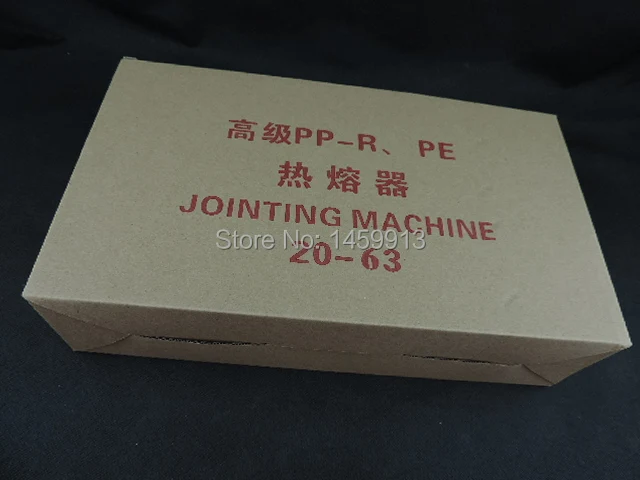 高级PP-R、PE
热熔器
JOINTING MACHINE
Store No: 1459913
20-63